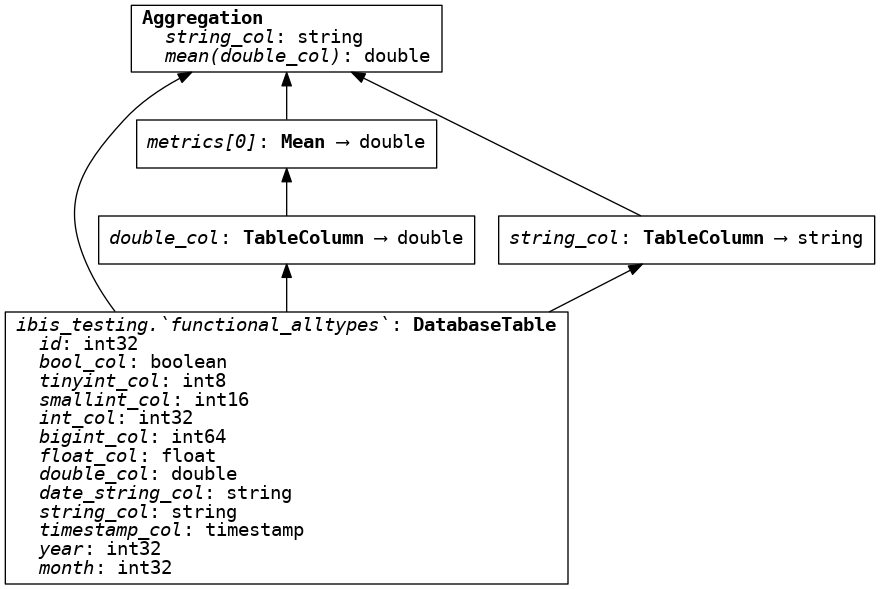 Aggregation
string_col: string
mean(double_col): double
metrics[0]: Mean → double
double_col: TableColumn → double
string_col: TableColumn → string
ibis_testing.`functional_alltypes`: DatabaseTable
id: int32
bool_col: boolean
tinyint_col: int8
smallint_col: int16
int_col: int32
bigint_col: int64
float_col: float
double_col: double
date_string_col: string
string_col: string
timestamp_col: timestamp
year: int32
month: int32